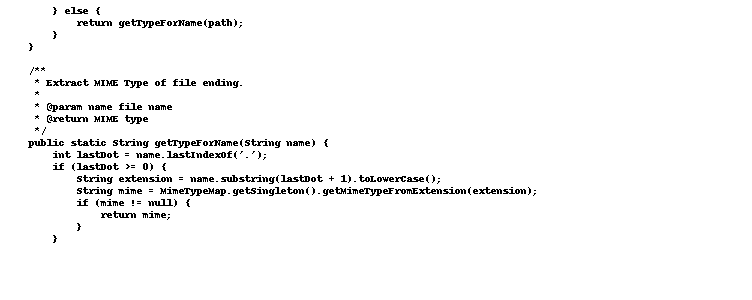 } else {
return getTypeForName(path);
}
}
/**
* Extract MIME Type of file ending.
*
* @param name file name
* @return MIME type
*/
public static String getTypeForName(String name) {
int lastDot = name.lastIndexOf('.');
if (lastDot >= 0) {
String extension = name.substring(lastDot + 1).toLowerCase();
String mime = MimeTypeMap.getSingleton().getMimeTypeFromExtension(extension);
if (mime != null) {
return mime;
}
}